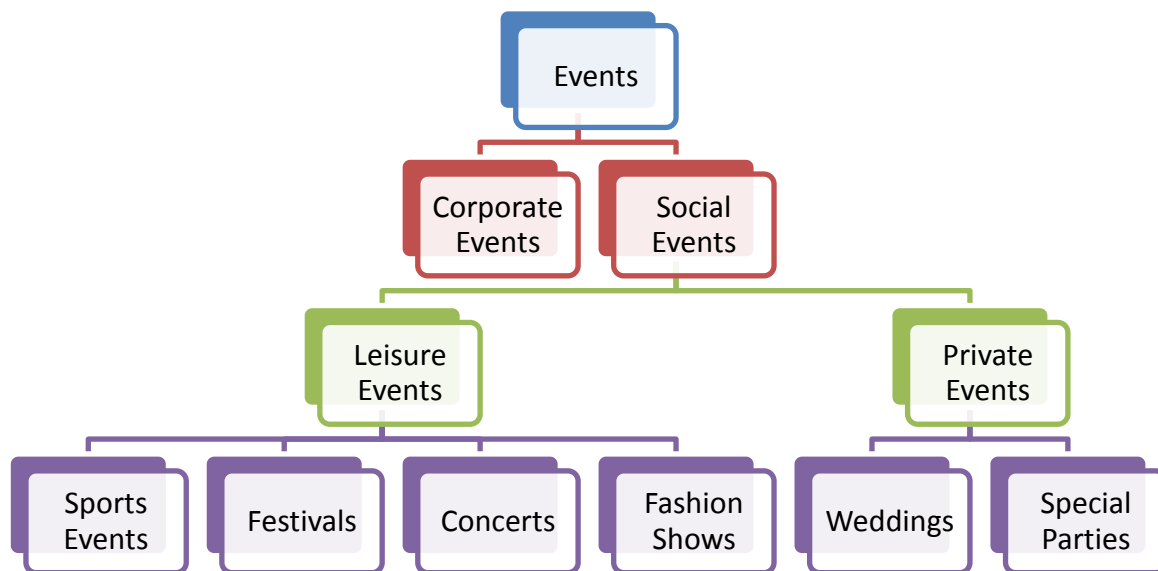 Events
Corporate
Events
Social
Events
Leisure
Events
Private
Events
Sports
Events
Festivals
Concerts
Fashion
Shows
Weddings
Special
Parties